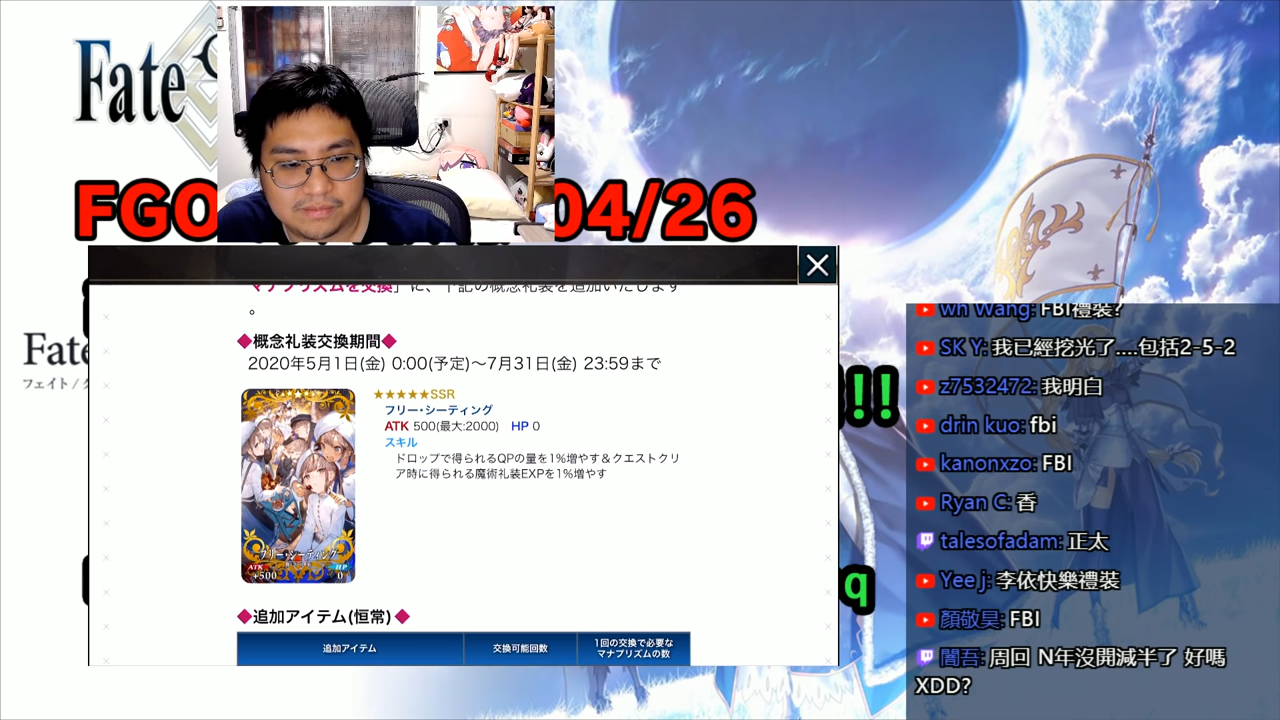 Fate
FGO
04/26
マナプリズムを交換」に、下記の概念礼装を追加いたします
。
◆概念礼装交換期間◆
2020年5月1日(金) 0:00(予定)～7月31日(金) 23:59まで
★★★★★SSR
フリー・シーティング
ATK 500(最大:2000) HP 0
スキル
ドロップで得られるQPの量を1%増やす＆クエストクリ
ア時に得られる魔術礼装EXPを1%増やす
フリー・シーティング
ATK HP
+500 0
◆追加アイテム(恒常)◆
追加アイテム 交換可能回数 1回の交換で必要な
マナプリズムの数
Fate
フェイト/
!!
q
wh Wang: FBI禮裝?
SK Y: 我已經挖光了....包括2-5-2
z7532472: 我明白
drin kuo: fbi
kanonxzo: FBI
Ryan C: 香
talesofadam: 正太
Yee j: 李依快樂禮裝
顏敬昊: FBI
闇吾: 周回 N年沒開減半了 好嗎
XDD?